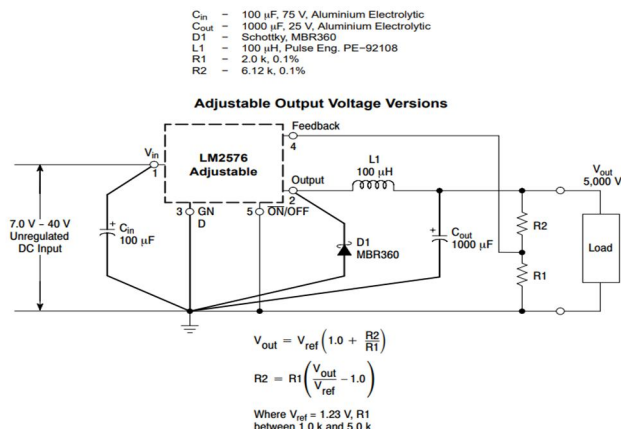 Cin – 100 μF, 75 V, Aluminium Electrolytic
Cout – 1000 μF, 25 V, Aluminium Electrolytic
D1 – Schottky, MBR360
L1 – 100 μH, Pulse Eng. PE−92108
R1 – 2.0 k, 0.1%
R2 – 6.12 k, 0.1%
Adjustable Output Voltage Versions
Feedback
4
Vin
1
LM2576
Adjustable
L1
100 μH
Output
2
Vout
5,000 V
3 GN
D
5 ON/OFF
7.0 V − 40 V
Unregulated
DC Input
+
Cin
100 μF
D1
MBR360
+
Cout
1000 μF
R2
R1
Load
Vout = Vref (1.0 + R2/R1)
R2 = R1 (Vout/Vref − 1.0)
Where Vref = 1.23 V, R1
between 1.0 k and 5.0 k